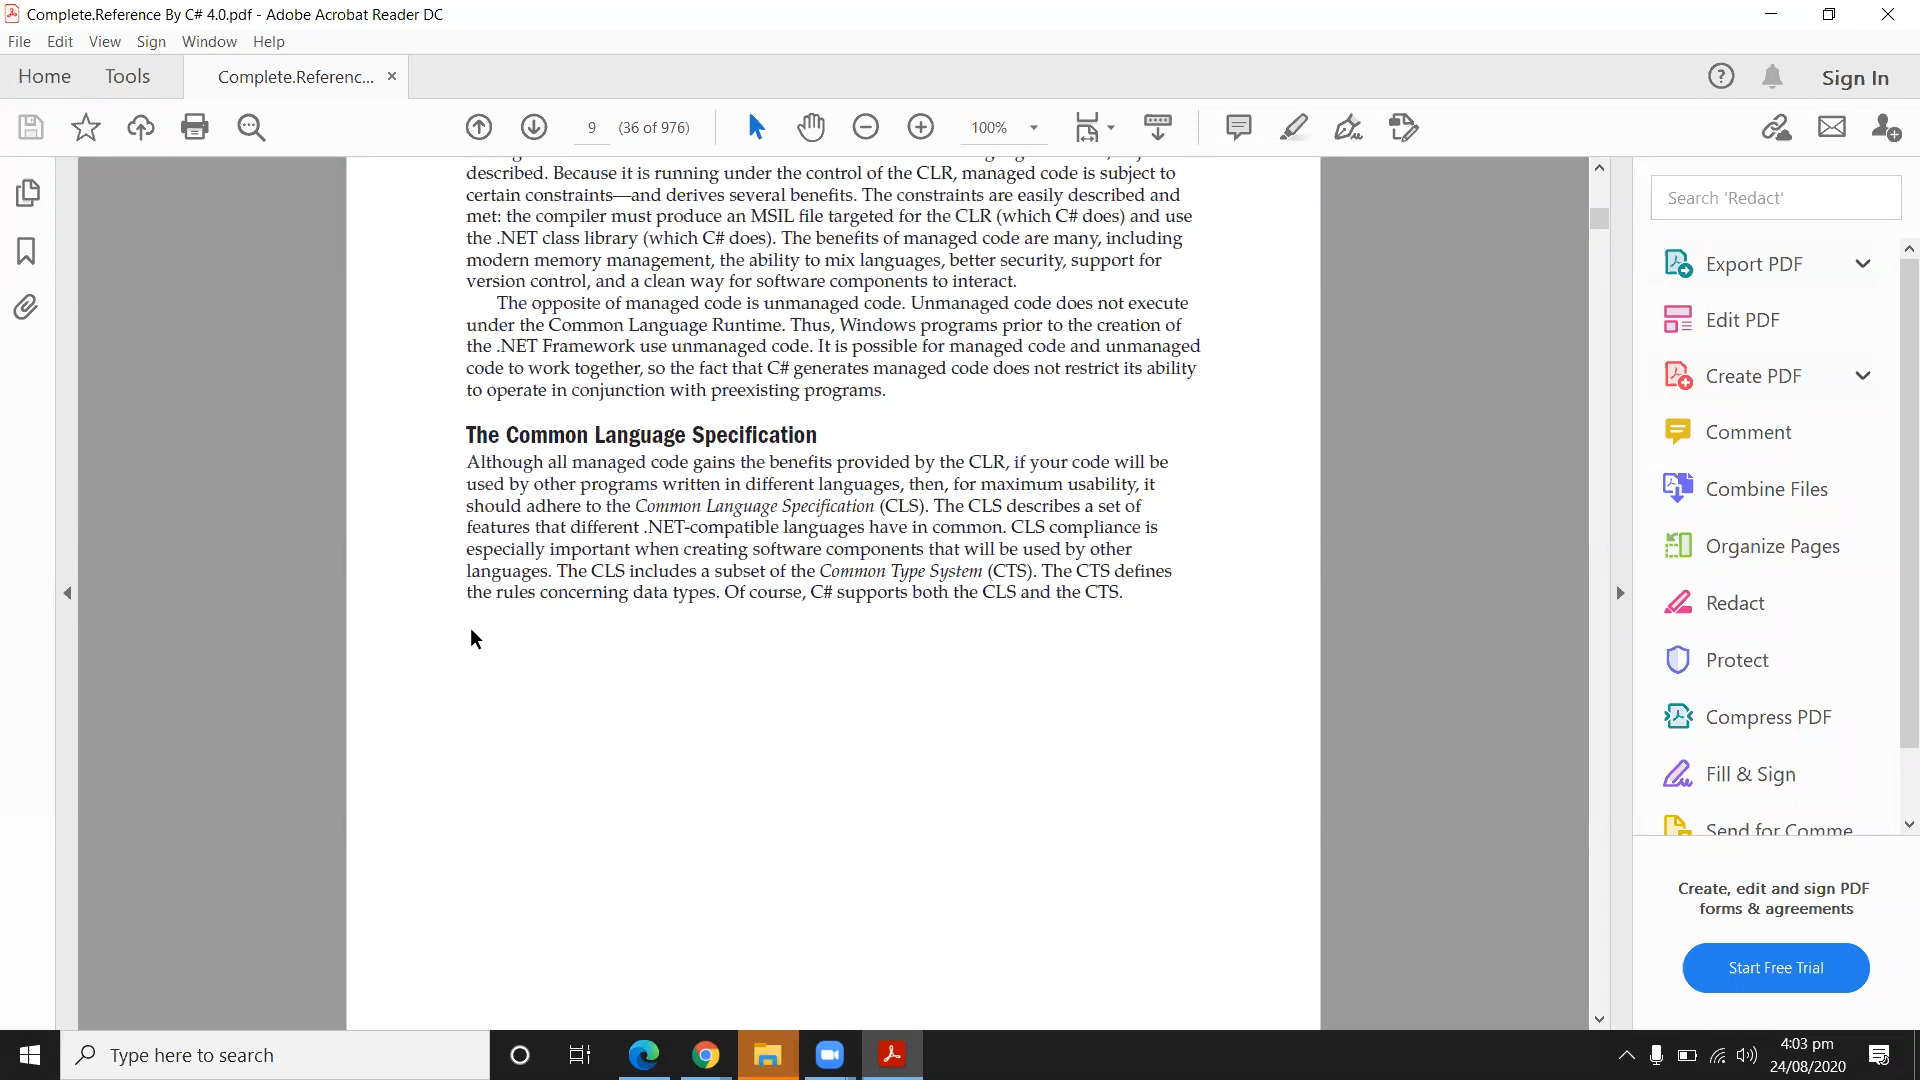 Complete.Reference By C# 4.0.pdf - Adobe Acrobat Reader DC
File Edit View Sign Window Help
Home Tools Complete.Referenc... × Sign In
9 (36 of 976) 100%
described. Because it is running under the control of the CLR, managed code is subject to
certain constraints—and derives several benefits. The constraints are easily described and
met: the compiler must produce an MSIL file targeted for the CLR (which C# does) and use
the .NET class library (which C# does). The benefits of managed code are many, including
modern memory management, the ability to mix languages, better security, support for
version control, and a clean way for software components to interact.
The opposite of managed code is unmanaged code. Unmanaged code does not execute
under the Common Language Runtime. Thus, Windows programs prior to the creation of
the .NET Framework use unmanaged code. It is possible for managed code and unmanaged
code to work together, so the fact that C# generates managed code does not restrict its ability
to operate in conjunction with preexisting programs.
The Common Language Specification
Although all managed code gains the benefits provided by the CLR, if your code will be
used by other programs written in different languages, then, for maximum usability, it
should adhere to the Common Language Specification (CLS). The CLS describes a set of
features that different .NET-compatible languages have in common. CLS compliance is
especially important when creating software components that will be used by other
languages. The CLS includes a subset of the Common Type System (CTS). The CTS defines
the rules concerning data types. Of course, C# supports both the CLS and the CTS.
Search 'Redact'
Export PDF
Edit PDF
Create PDF
Comment
Combine Files
Organize Pages
Redact
Protect
Compress PDF
Fill & Sign
Send for Comme
Create, edit and sign PDF
forms & agreements
Start Free Trial
Type here to search
4:03 pm
24/08/2020